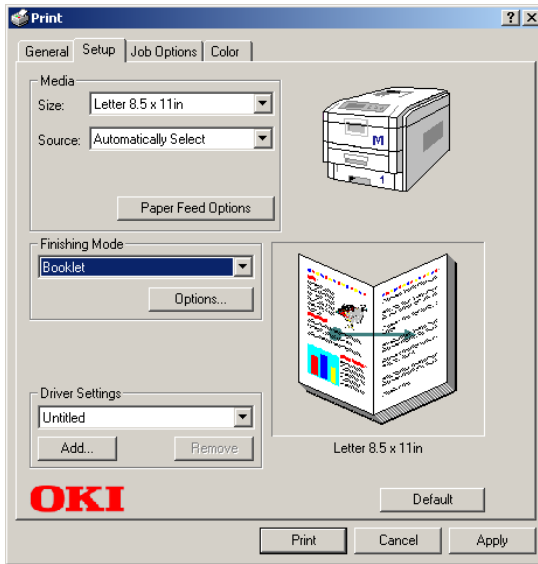 Print
General Setup Job Options Color
Media
Size: Letter 8.5 x 11in
Source: Automatically Select
M
1
Paper Feed Options
Finishing Mode
Booklet
Options...
Driver Settings
Untitled
Add... Remove
Letter 8.5 x 11in
OKI
Default
Print Cancel Apply